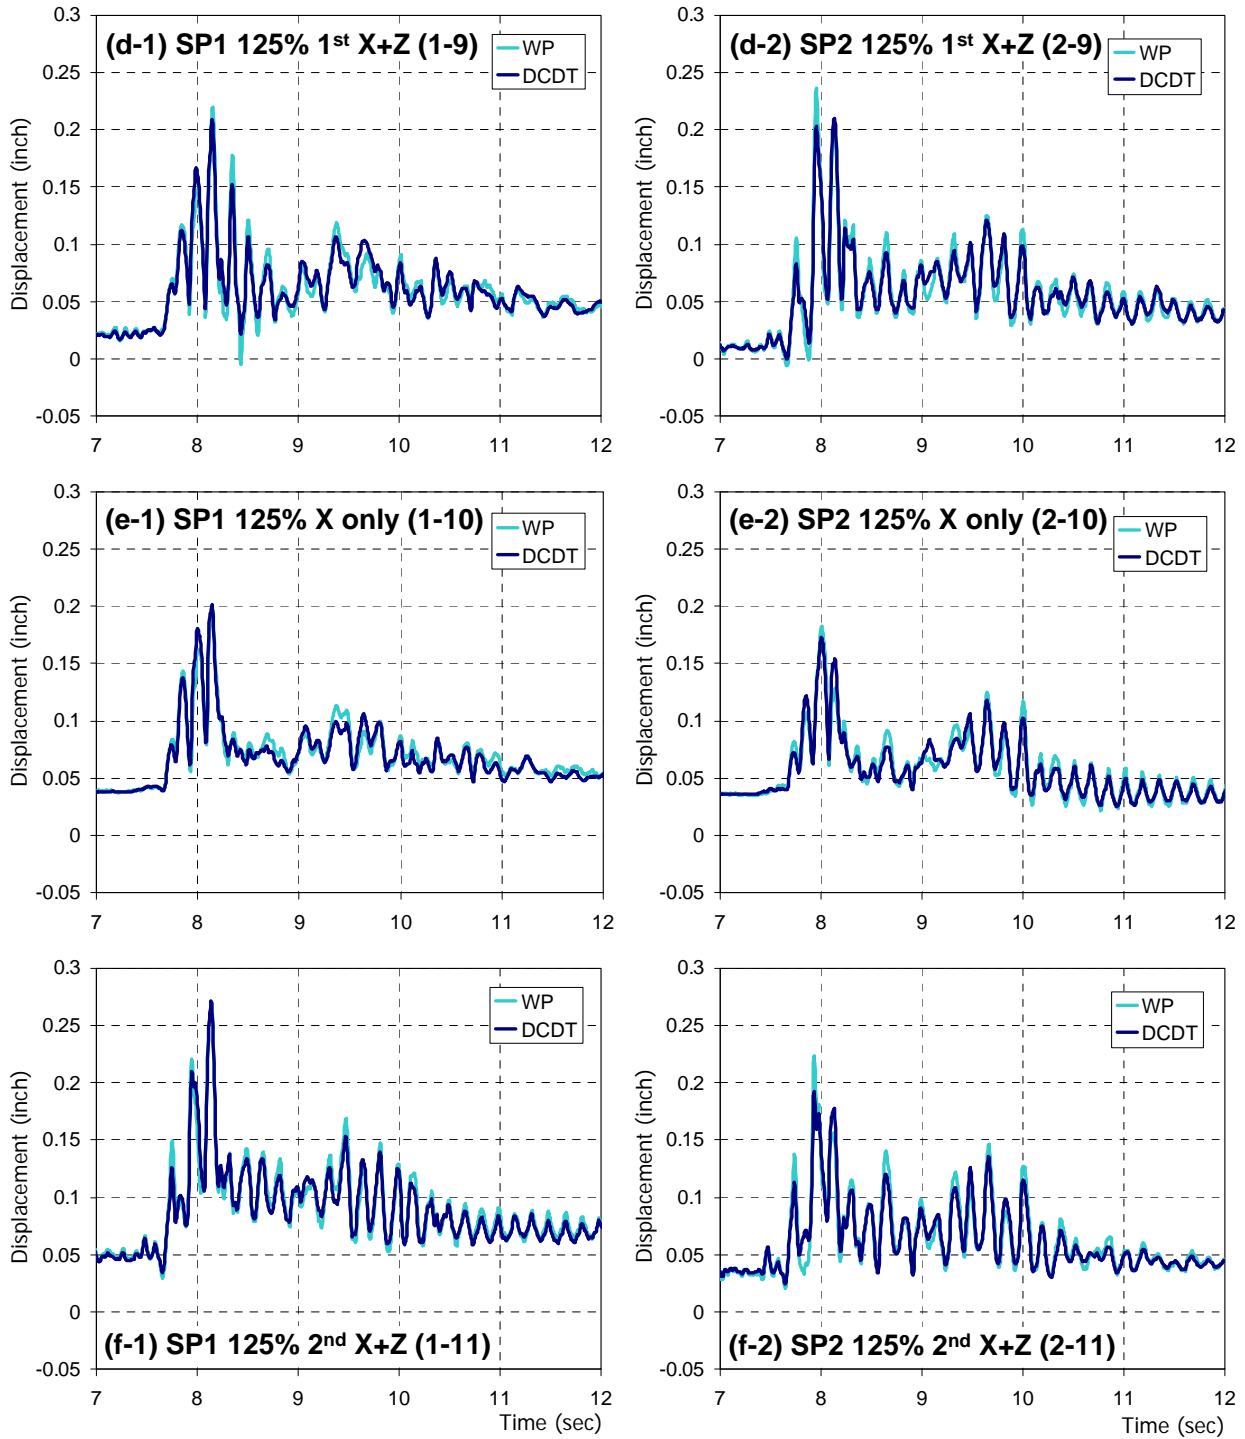 (d-1) SP1 125% 1st X+Z (1-9)
WP
DCDT
Displacement (inch)
0.3
0.25
0.2
0.15
0.1
0.05
0
-0.05
7 8 9 10 11 12
(d-2) SP2 125% 1st X+Z (2-9)
WP
DCDT
Displacement (inch)
0.3
0.25
0.2
0.15
0.1
0.05
0
-0.05
7 8 9 10 11 12
(e-1) SP1 125% X only (1-10)
WP
DCDT
Displacement (inch)
0.3
0.25
0.2
0.15
0.1
0.05
0
-0.05
7 8 9 10 11 12
(e-2) SP2 125% X only (2-10)
WP
DCDT
Displacement (inch)
0.3
0.25
0.2
0.15
0.1
0.05
0
-0.05
7 8 9 10 11 12
WP
DCDT
Displacement (inch)
0.3
0.25
0.2
0.15
0.1
0.05
0
-0.05
(f-1) SP1 125% 2nd X+Z (1-11)
7 8 9 10 11 12
Time (sec)
WP
DCDT
Displacement (inch)
0.3
0.25
0.2
0.15
0.1
0.05
0
-0.05
(f-2) SP2 125% 2nd X+Z (2-11)
7 8 9 10 11 12
Time (sec)